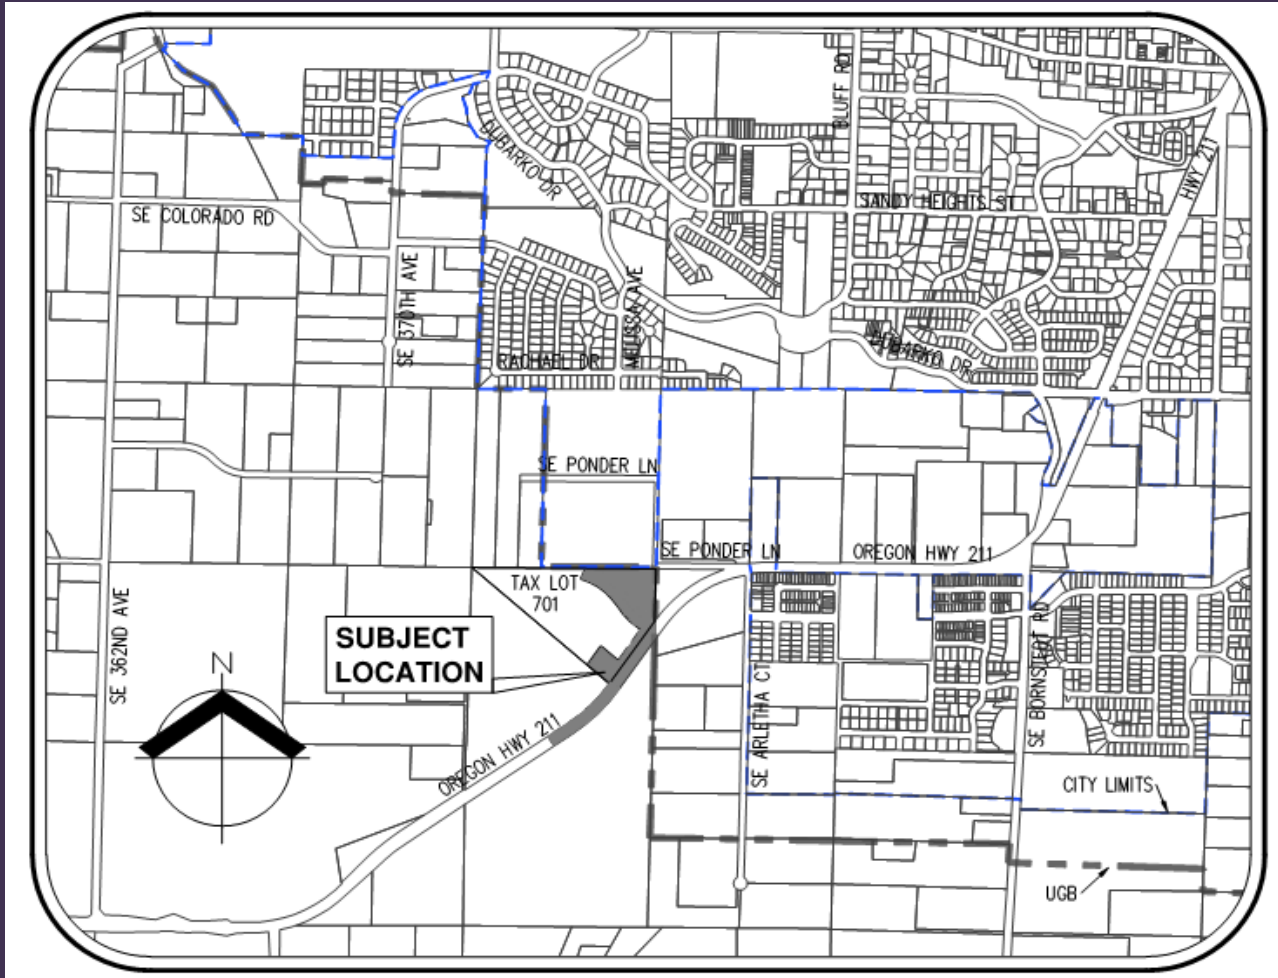 BLUFF RD
DUBARKO DR
HWY 211
SANDY HEIGHTS ST
SE COLORADO RD
SE 370TH AVE
MELISSA AVE
RACHAEL DR
DUBARKO DR
SE PONDER LN
SE PONDER LN
OREGON HWY 211
TAX LOT
701
SE 362ND AVE
SUBJECT
LOCATION
N
SE ARLETHA CT
SE BORNSTEDT RD
OREGON HWY 211
CITY LIMITS
UGB